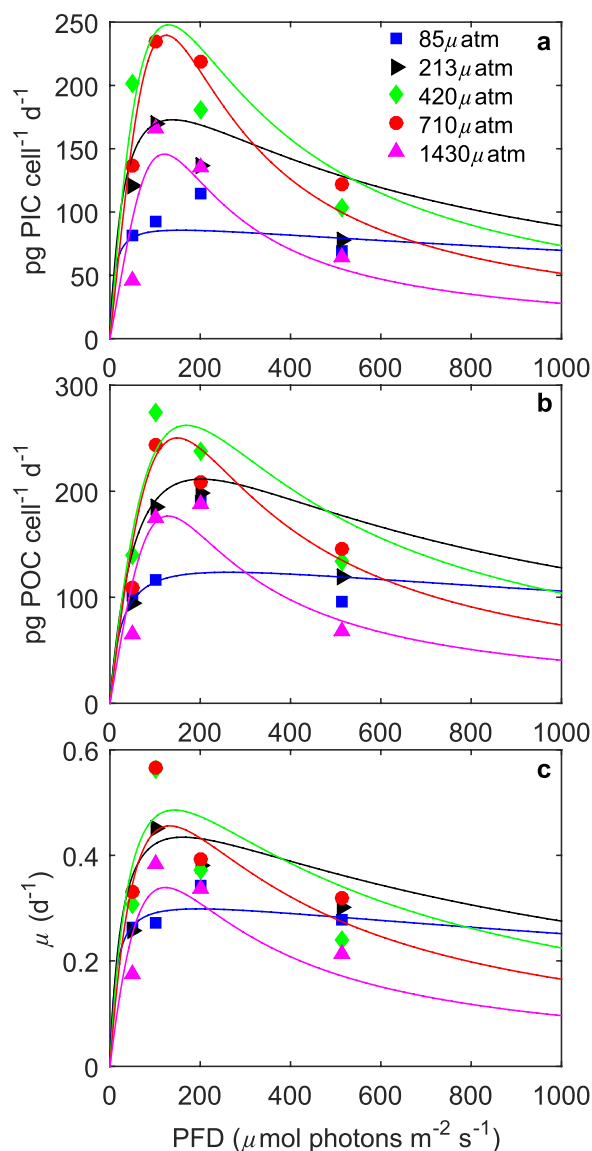 a
250
200
150
100
50
0
pg PIC cell⁻¹ d⁻¹
85μatm
213μatm
420μatm
710μatm
1430μatm
0 200 400 600 800 1000
b
300
200
100
0
pg POC cell⁻¹ d⁻¹
0 200 400 600 800 1000
c
0.6
0.4
0.2
0
μ (d⁻¹)
0 200 400 600 800 1000
PFD (μmol photons m⁻² s⁻¹)